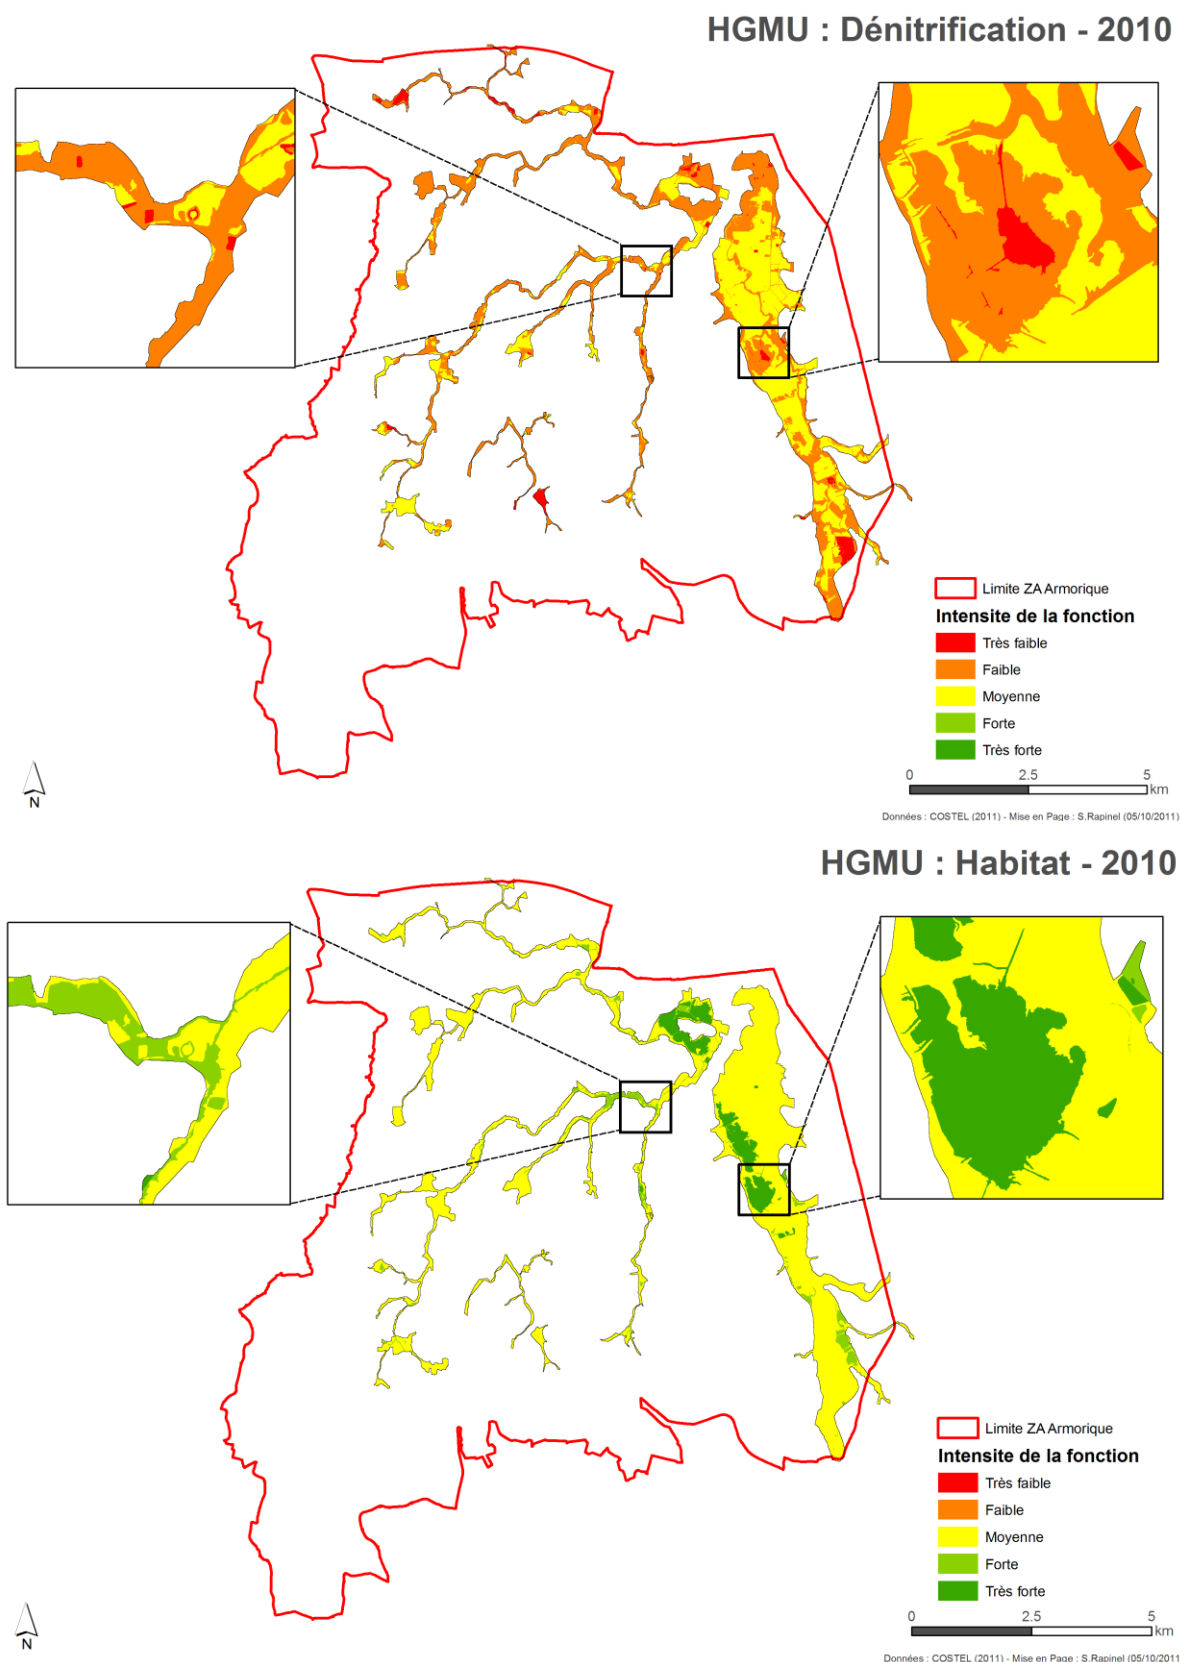 HGMU : Dénitrification - 2010
Limite ZA Armorique
Intensite de la fonction
Très faible
Faible
Moyenne
Forte
Très forte
0 2.5 5
km
N
Données : COSTEL (2011) - Mise en Page : S.Rapinel (05/10/2011)
HGMU : Habitat - 2010
Limite ZA Armorique
Intensite de la fonction
Très faible
Faible
Moyenne
Forte
Très forte
0 2.5 5
km
N
Données : COSTEL (2011) - Mise en Page : S.Rapinel (05/10/2011